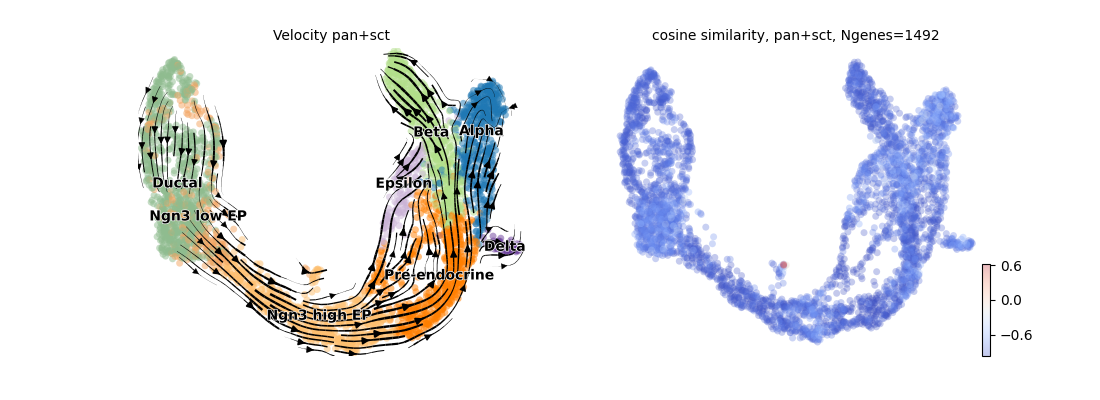 Velocity pan+sct
cosine similarity, pan+sct, Ngenes=1492
Beta
Alpha
Ductal
Epsilon
Ngn3 low EP
Delta
Pre-endocrine
Ngn3 high EP
0.6
0.0
−0.6